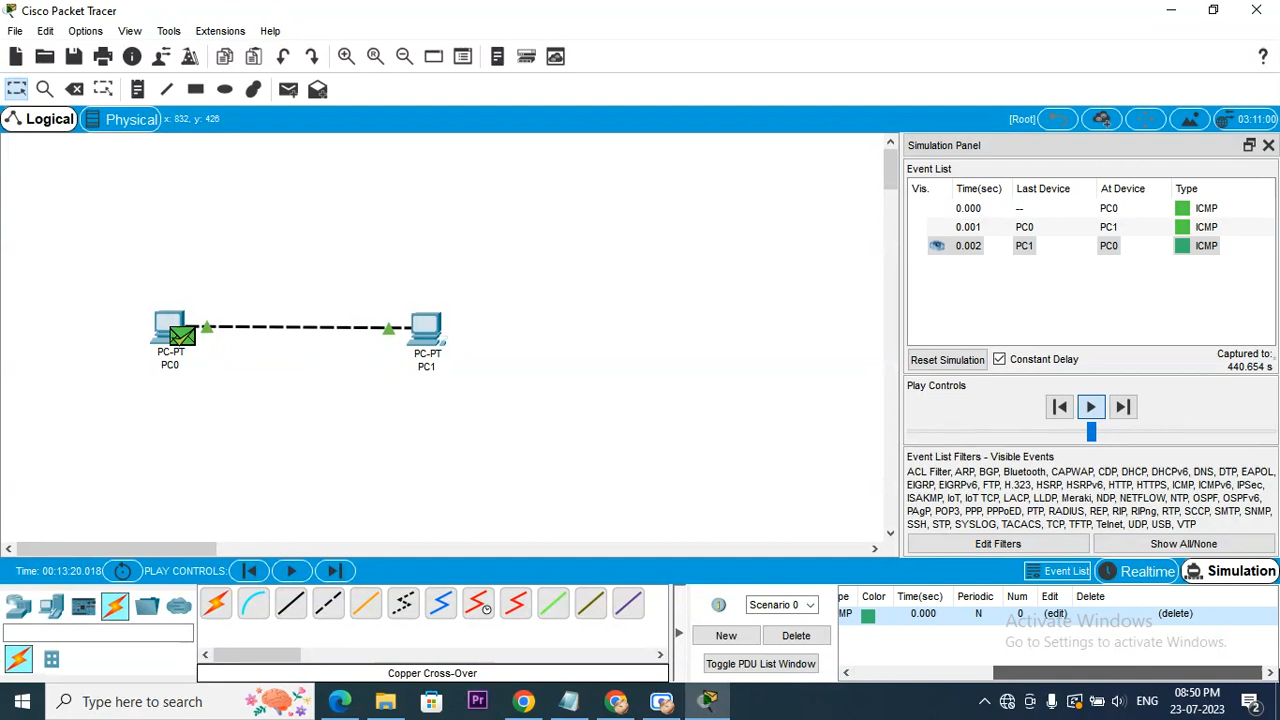 Cisco Packet Tracer
File Edit Options View Tools Extensions Help
Logical Physical x: 832, y: 426 [Root] 03:11:00
Simulation Panel
Event List
Vis. Time(sec) Last Device At Device Type
0.000 -- PC0 ICMP
0.001 PC0 PC1 ICMP
0.002 PC1 PC0 ICMP
PC-PT
PC0
PC-PT
PC1
Reset Simulation Constant Delay Captured to:
440.654 s
Play Controls
Event List Filters - Visible Events
ACL Filter, ARP, BGP, Bluetooth, CAPWAP, CDP, DHCP, DHCPv6, DNS, DTP, EAPOL,
EIGRP, EIGRPv6, FTP, H.323, HSRP, HSRPv6, HTTP, HTTPS, ICMP, ICMPv6, IPSec,
ISAKMP, IoT, IoT TCP, LACP, LLDP, Meraki, NDP, NETFLOW, NTP, OSPF, OSPFv6,
PAgP, POP3, PPP, PPPoED, PTP, RADIUS, REP, RIP, RIPng, RTP, SCCP, SMTP, SNMP,
SSH, STP, SYSLOG, TACACS, TCP, TFTP, Telnet, UDP, USB, VTP
Edit Filters Show All/None
Time: 00:13:20.018 PLAY CONTROLS: Event List Realtime Simulation
Scenario 0
New Delete
Toggle PDU List Window
Color Time(sec) Periodic Num Edit Delete
MP 0.000 N 0 (edit) (delete)
Activate Windows
Go to Settings to activate Windows.
Copper Cross-Over
Type here to search
Pr
ENG
08:50 PM
23-07-2023
2